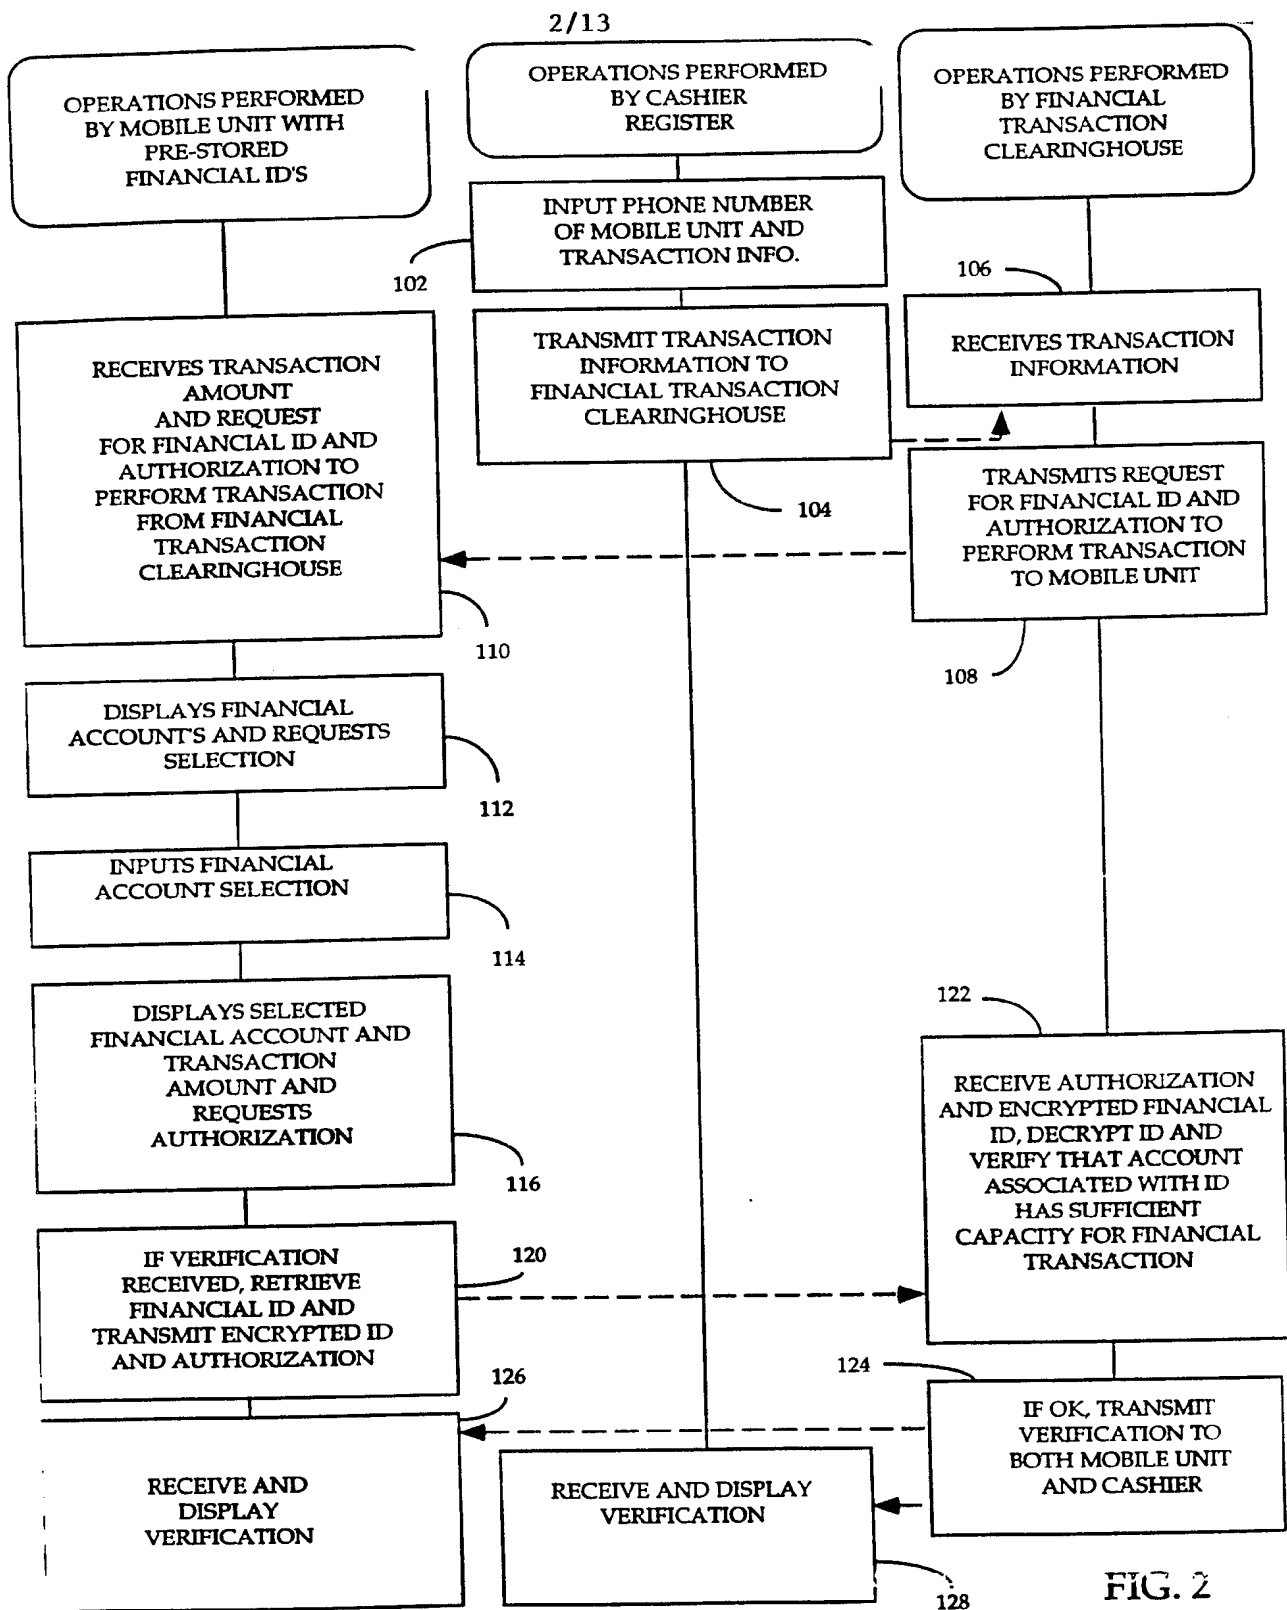 2/13
OPERATIONS PERFORMED
BY MOBILE UNIT WITH
PRE-STORED
FINANCIAL ID'S
OPERATIONS PERFORMED
BY CASHIER
REGISTER
OPERATIONS PERFORMED
BY FINANCIAL
TRANSACTION
CLEARINGHOUSE
INPUT PHONE NUMBER
OF MOBILE UNIT AND
TRANSACTION INFO.
102
106
RECEIVES TRANSACTION
AMOUNT
AND REQUEST
FOR FINANCIAL ID AND
AUTHORIZATION TO
PERFORM TRANSACTION
FROM FINANCIAL
TRANSACTION
CLEARINGHOUSE
TRANSMIT TRANSACTION
INFORMATION TO
FINANCIAL TRANSACTION
CLEARINGHOUSE
RECEIVES TRANSACTION
INFORMATION
104
TRANSMITS REQUEST
FOR FINANCIAL ID AND
AUTHORIZATION TO
PERFORM TRANSACTION
TO MOBILE UNIT
110
108
DISPLAYS FINANCIAL
ACCOUNT'S AND REQUESTS
SELECTION
112
INPUTS FINANCIAL
ACCOUNT SELECTION
114
DISPLAYS SELECTED
FINANCIAL ACCOUNT AND
TRANSACTION
AMOUNT AND
REQUESTS
AUTHORIZATION
116
122
RECEIVE AUTHORIZATION
AND ENCRYPTED FINANCIAL
ID, DECRYPT ID AND
VERIFY THAT ACCOUNT
ASSOCIATED WITH ID
HAS SUFFICIENT
CAPACITY FOR FINANCIAL
TRANSACTION
IF VERIFICATION
RECEIVED, RETRIEVE
FINANCIAL ID AND
TRANSMIT ENCRYPTED ID
AND AUTHORIZATION
120
126
124
IF OK, TRANSMIT
VERIFICATION TO
BOTH MOBILE UNIT
AND CASHIER
RECEIVE AND
DISPLAY
VERIFICATION
RECEIVE AND DISPLAY
VERIFICATION
128
FIG. 2